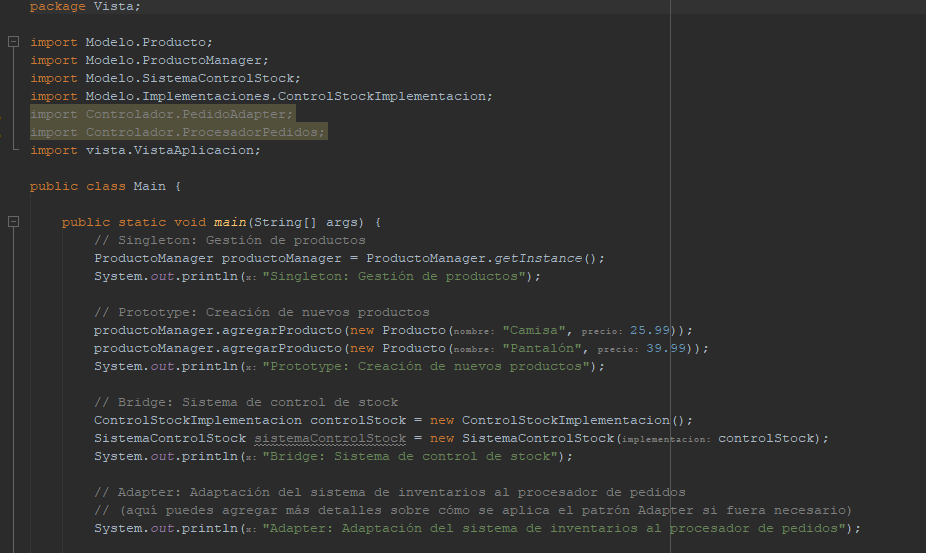 package Vista;
import Modelo.Producto;
import Modelo.ProductoManager;
import Modelo.SistemaControlStock;
import Modelo.Implementaciones.ControlStockImplementacion;
import Controlador.PedidoAdapter;
import Controlador.ProcesadorPedidos;
import vista.VistaAplicacion;
public class Main {
public static void main(String[] args) {
// Singleton: Gestión de productos
ProductoManager productoManager = ProductoManager.getInstance();
System.out.println(x: "Singleton: Gestión de productos");
// Prototype: Creación de nuevos productos
productoManager.agregarProducto(new Producto(nombre: "Camisa", precio: 25.99));
productoManager.agregarProducto(new Producto(nombre: "Pantalón", precio: 39.99));
System.out.println(x: "Prototype: Creación de nuevos productos");
// Bridge: Sistema de control de stock
ControlStockImplementacion controlStock = new ControlStockImplementacion();
SistemaControlStock sistemaControlStock = new SistemaControlStock(implementacion: controlStock);
System.out.println(x: "Bridge: Sistema de control de stock");
// Adapter: Adaptación del sistema de inventarios al procesador de pedidos
// (aquí puedes agregar más detalles sobre cómo se aplica el patrón Adapter si fuera necesario)
System.out.println(x: "Adapter: Adaptación del sistema de inventarios al procesador de pedidos");